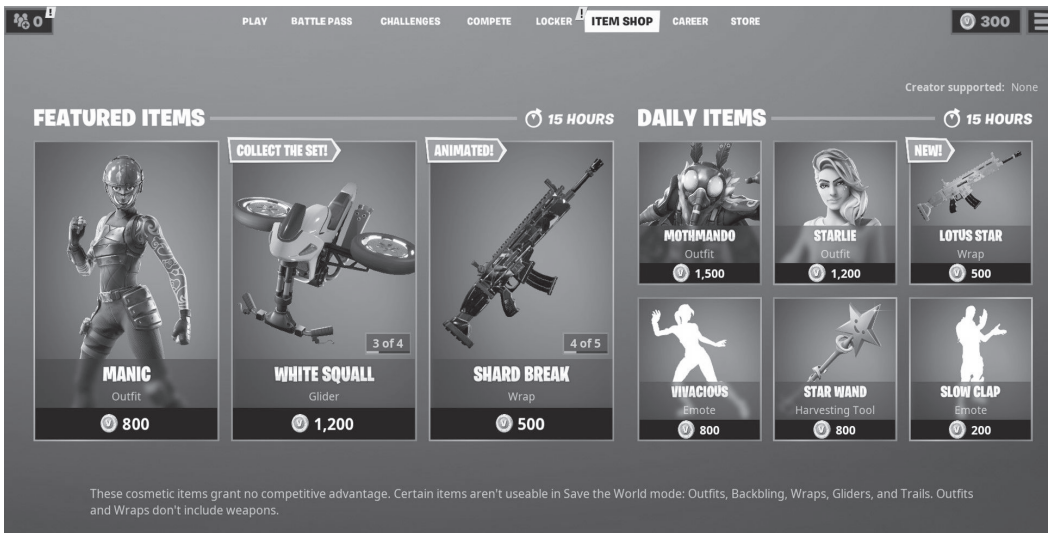 0
!
PLAY
BATTLE PASS
CHALLENGES
COMPETE
LOCKER
!
ITEM SHOP
CAREER
STORE
V 300
Creator supported: None
FEATURED ITEMS
15 HOURS
COLLECT THE SET!
ANIMATED!
3 of 4
4 of 5
MANIC
Outfit
V 800
WHITE SQUALL
Glider
V 1,200
SHARD BREAK
Wrap
V 500
DAILY ITEMS
15 HOURS
MOTHMANDO
Outfit
V 1,500
STARLIE
Outfit
V 1,200
NEW!
LOTUS STAR
Wrap
V 500
VIVACIOUS
Emote
V 800
STAR WAND
Harvesting Tool
V 800
SLOW CLAP
Emote
V 200
These cosmetic items grant no competitive advantage. Certain items aren't useable in Save the World mode: Outfits, Backbling, Wraps, Gliders, and Trails. Outfits
and Wraps don't include weapons.